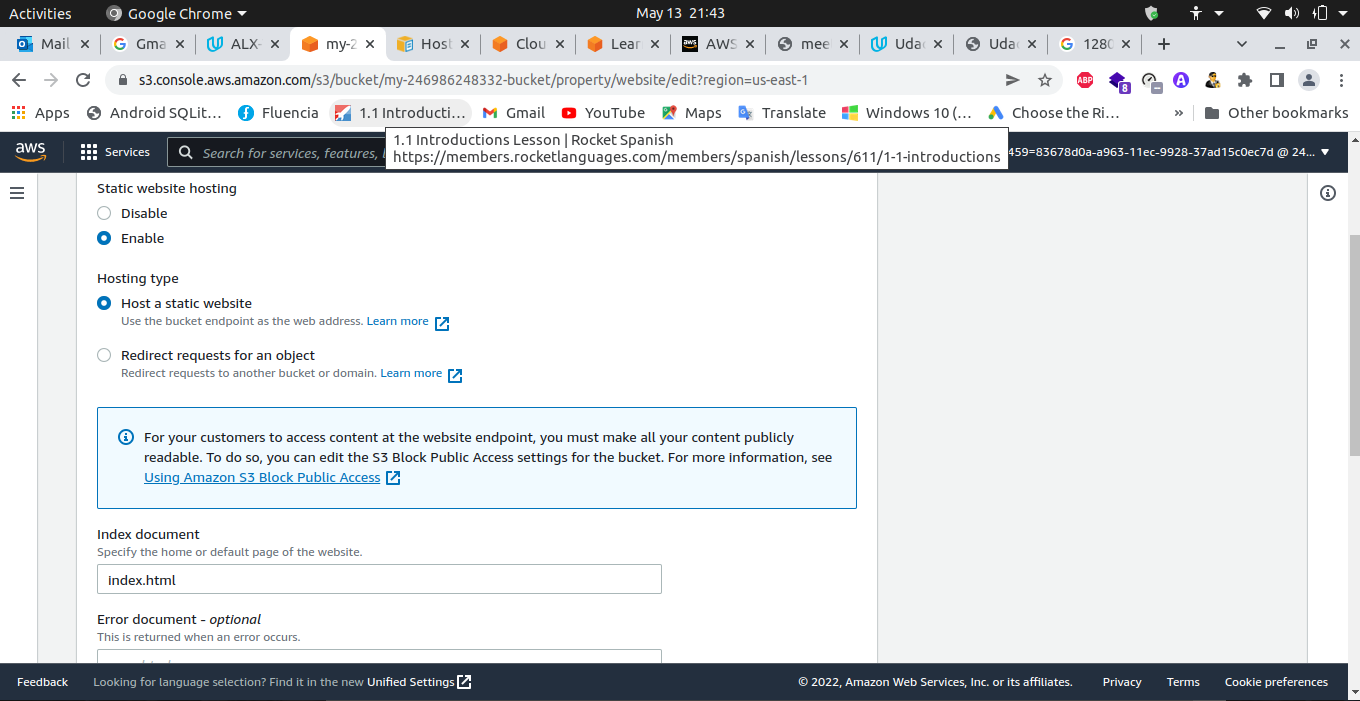 Activities Google Chrome May 13 21:43
Mail Gma ALX- my-2 Host Clou Lear AWS mee Udac Udac 1280
s3.console.aws.amazon.com/s3/bucket/my-246986248332-bucket/property/website/edit?region=us-east-1 ABP 8
Apps Android SQLit... Fluencia 1.1 Introducti... Gmail YouTube Maps Translate Windows 10 (... Choose the Ri... » Other bookmarks
1.1 Introductions Lesson | Rocket Spanish
https://members.rocketlanguages.com/members/spanish/lessons/611/1-1-introductions
aws Services Search for services, features, l 459=83678d0a-a963-11ec-9928-37ad15c0ec7d @ 24...
Static website hosting
Disable
Enable
Hosting type
Host a static website
Use the bucket endpoint as the web address. Learn more
Redirect requests for an object
Redirect requests to another bucket or domain. Learn more
For your customers to access content at the website endpoint, you must make all your content publicly
readable. To do so, you can edit the S3 Block Public Access settings for the bucket. For more information, see
Using Amazon S3 Block Public Access
Index document
Specify the home or default page of the website.
index.html
Error document - optional
This is returned when an error occurs.
Feedback Looking for language selection? Find it in the new Unified Settings © 2022, Amazon Web Services, Inc. or its affiliates. Privacy Terms Cookie preferences